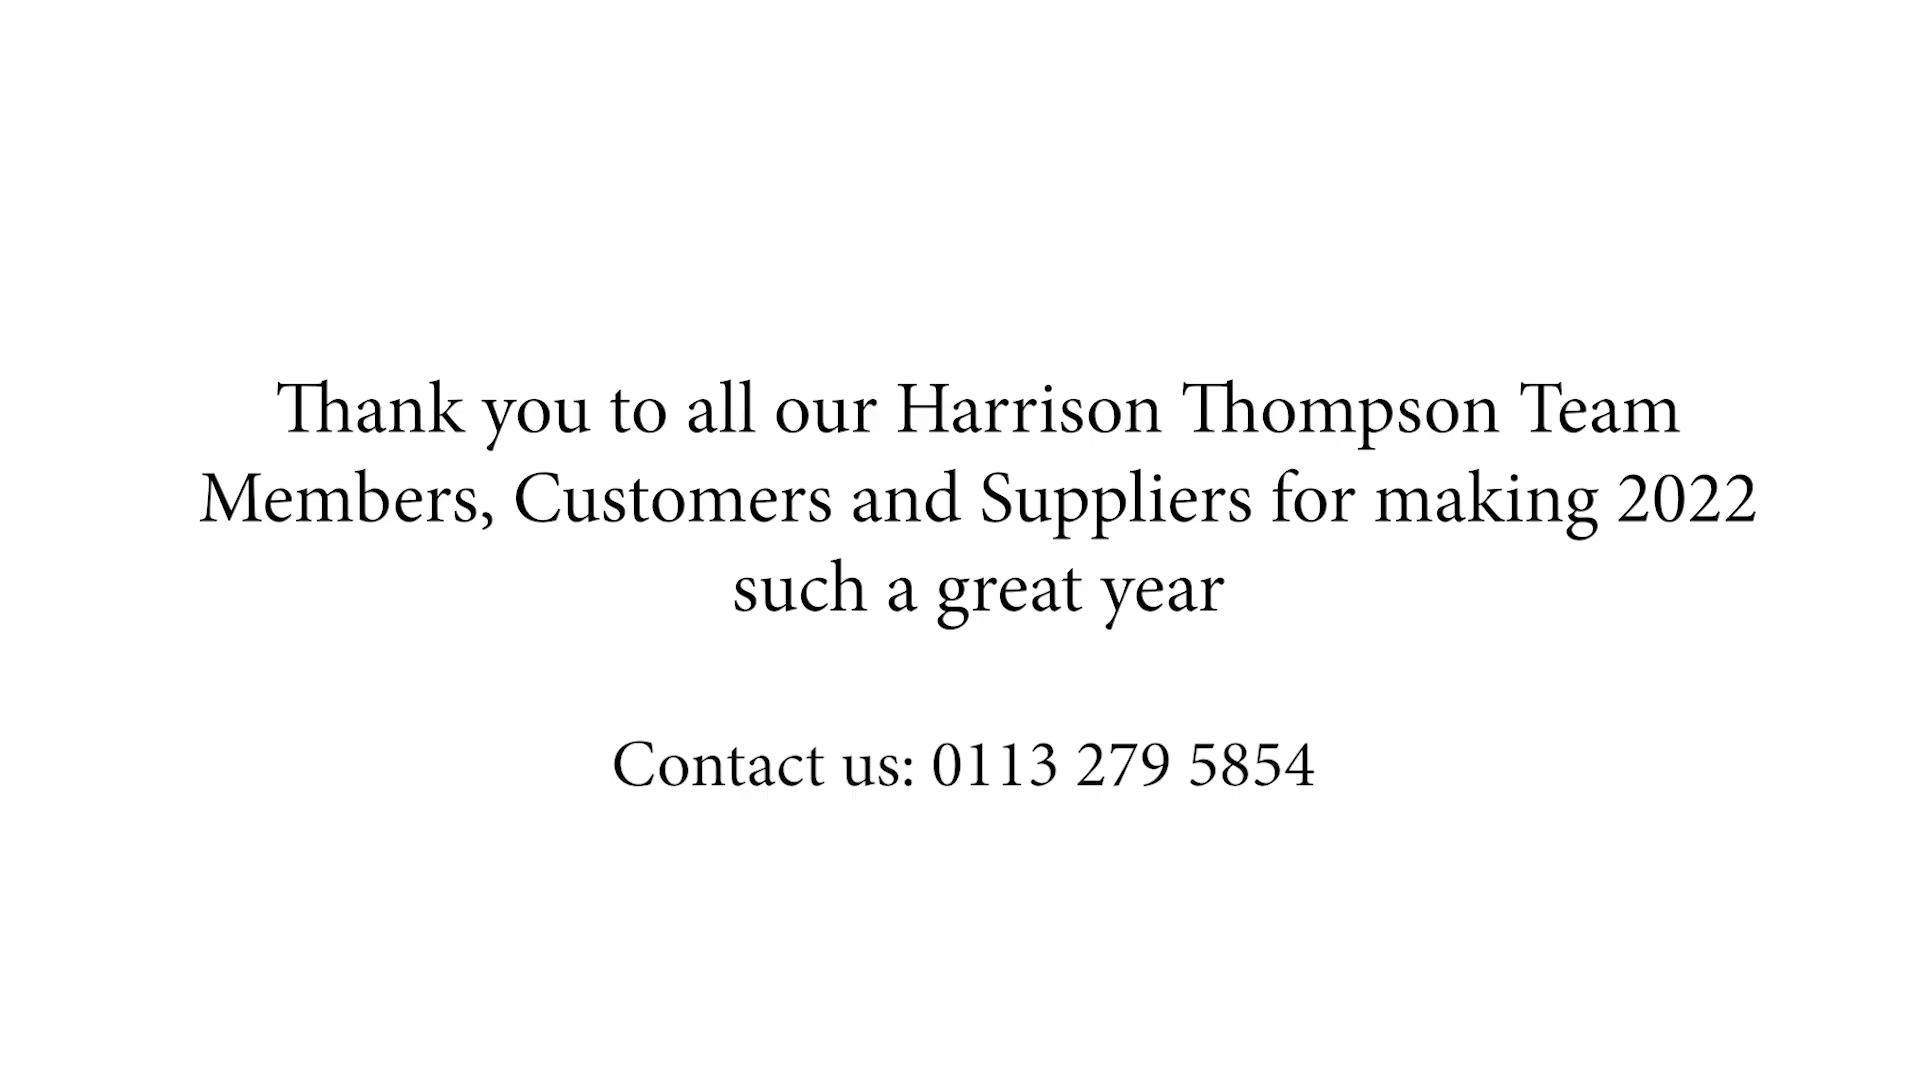 Thank you to all our Harrison Thompson Team
Members, Customers and Suppliers for making 2022
such a great year
Contact us: 0113 279 5854